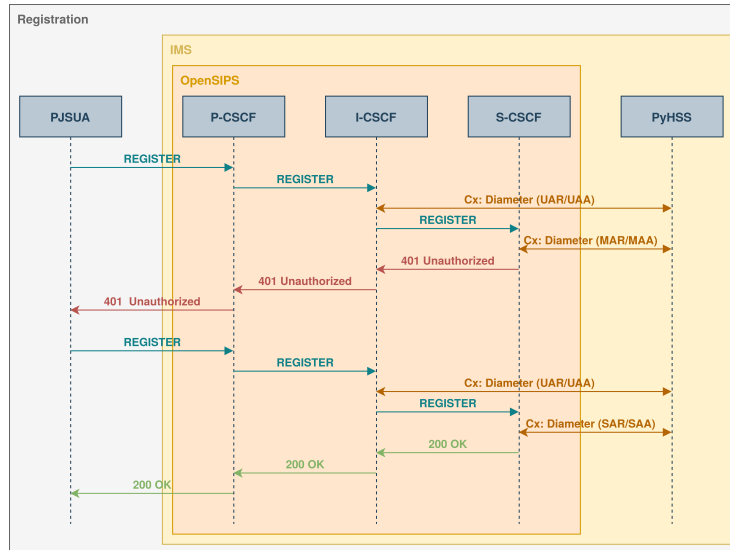 Registration
IMS
OpenSIPS
PJSUA
P-CSCF
I-CSCF
S-CSCF
PyHSS
REGISTER
REGISTER
Cx: Diameter (UAR/UAA)
REGISTER
Cx: Diameter (MAR/MAA)
401 Unauthorized
401 Unauthorized
401 Unauthorized
REGISTER
REGISTER
Cx: Diameter (UAR/UAA)
REGISTER
Cx: Diameter (SAR/SAA)
200 OK
200 OK
200 OK